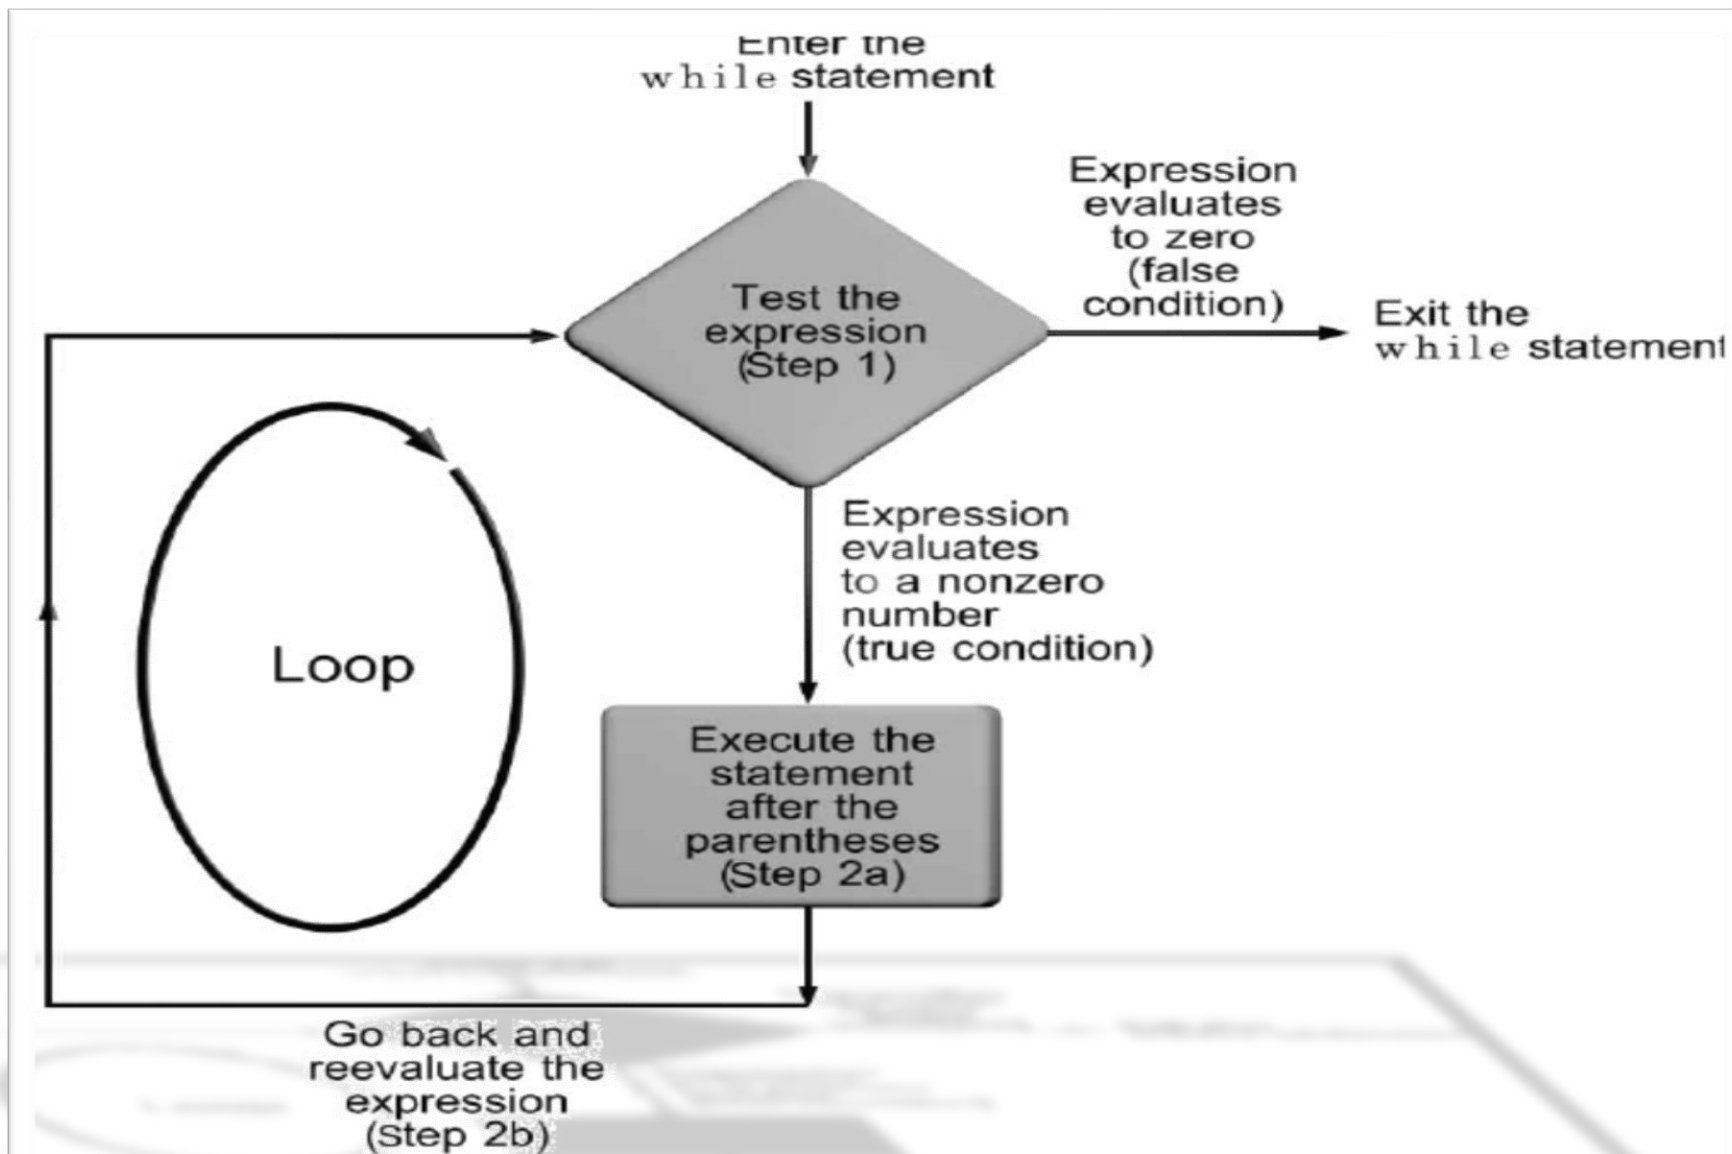 Enter the
while statement
Expression
evaluates
to zero
(false
condition)
Test the
expression
(Step 1)
Exit the
while statement
Expression
evaluates
to a nonzero
number
(true condition)
Loop
Execute the
statement
after the
parentheses
(Step 2a)
Go back and
reevaluate the
expression
(Step 2b)